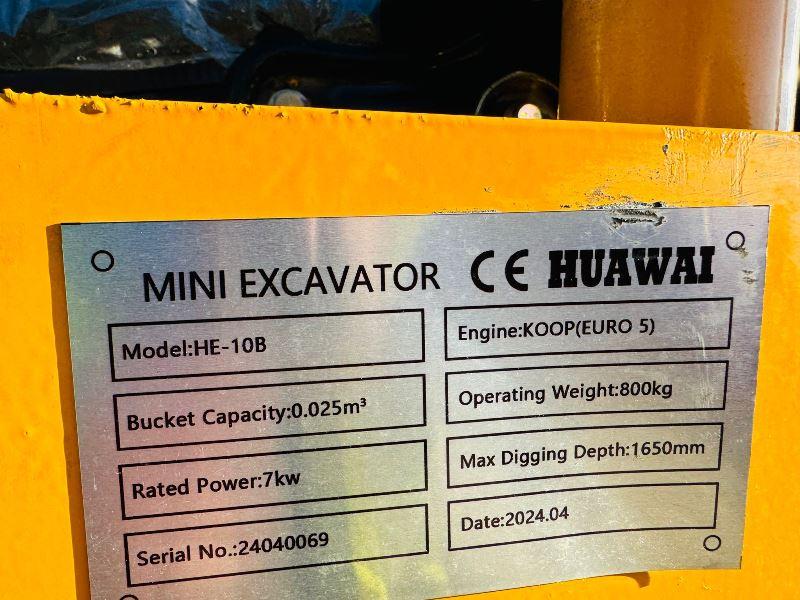 MINI EXCAVATOR CE HUAWAI
Model:HE-10B
Engine:KOOP(EURO 5)
Bucket Capacity:0.025m³
Operating Weight:800kg
Rated Power:7kw
Max Digging Depth:1650mm
Serial No.:24040069
Date:2024.04